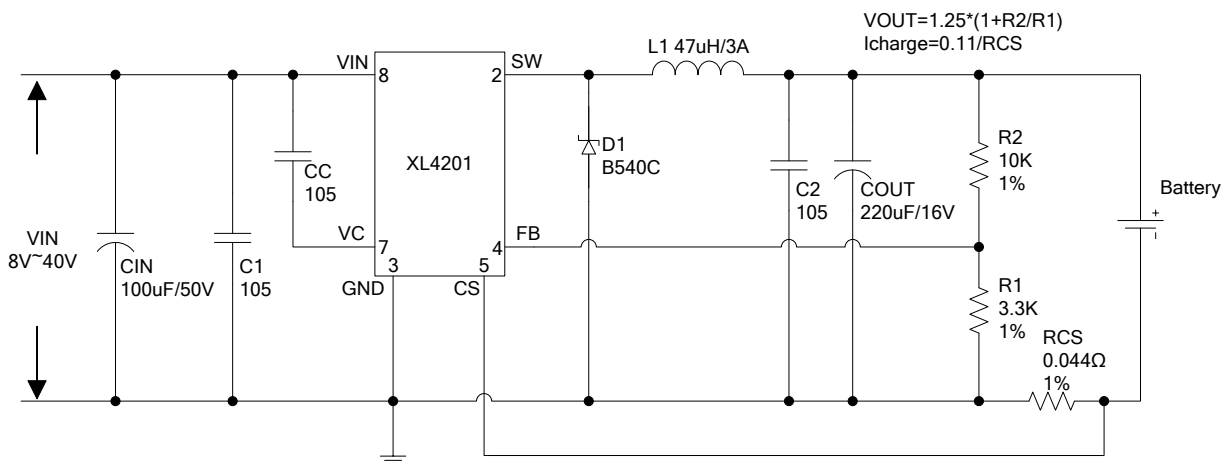 VOUT=1.25*(1+R2/R1)
Icharge=0.11/RCS
L1 47uH/3A
VIN
8
2
SW
XL4201
CC
105
D1
B540C
R2
10K
1%
C2
105
COUT
220uF/16V
Battery
+
-
VIN
8V~40V
CIN
100uF/50V
C1
105
VC
7
4
FB
3
5
GND
CS
R1
3.3K
1%
RCS
0.044Ω
1%